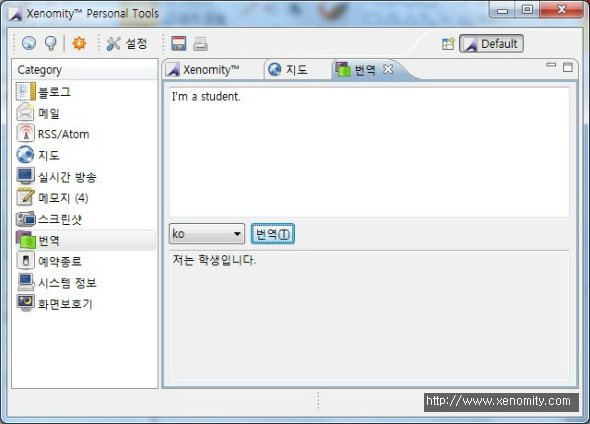 Xenomity™ Personal Tools
설정
Default
Category
블로그
메일
RSS/Atom
지도
실시간 방송
메모지 (4)
스크린샷
번역
예약종료
시스템 정보
화면보호기
Xenomity™
지도
번역
I'm a student.
ko
번역(T)
저는 학생입니다.
http://www.xenomity.com